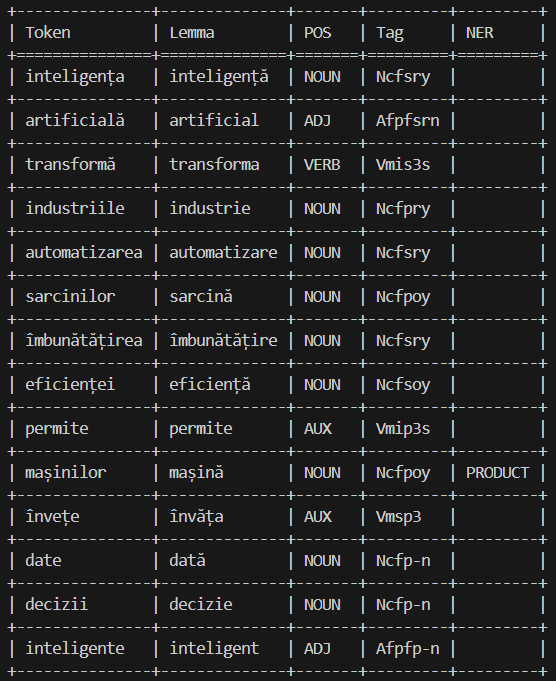 Token Lemma POS Tag NER
inteligența inteligență NOUN Ncfsry
artificială artificial ADJ Afpfsrn
transformă transforma VERB Vmis3s
industriile industrie NOUN Ncfpry
automatizarea automatizare NOUN Ncfsry
sarcinilor sarcină NOUN Ncfpoy
îmbunătățirea îmbunătățire NOUN Ncfsry
eficienței eficiență NOUN Ncfsoy
permite permite AUX Vmip3s
mașinilor mașină NOUN Ncfpoy PRODUCT
învețe învăța AUX Vmsp3
date dată NOUN Ncfp-n
decizii decizie NOUN Ncfp-n
inteligente inteligent ADJ Afpfp-n